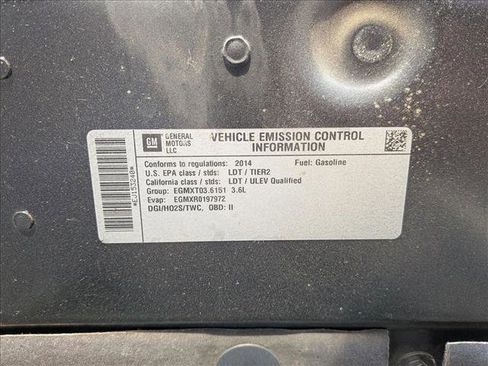 GM
GENERAL MOTORS LLC
VEHICLE EMISSION CONTROL
INFORMATION
Conforms to regulations: 2014 Fuel: Gasoline
U.S. EPA class / stds: LDT / TIER2
California class / stds: LDT / ULEV Qualified
Group: EGMXT03.6151 3.6L
Evap: EGMXR0197972
DGI/HO2S/TWC, OBD: II
*EJ153240*